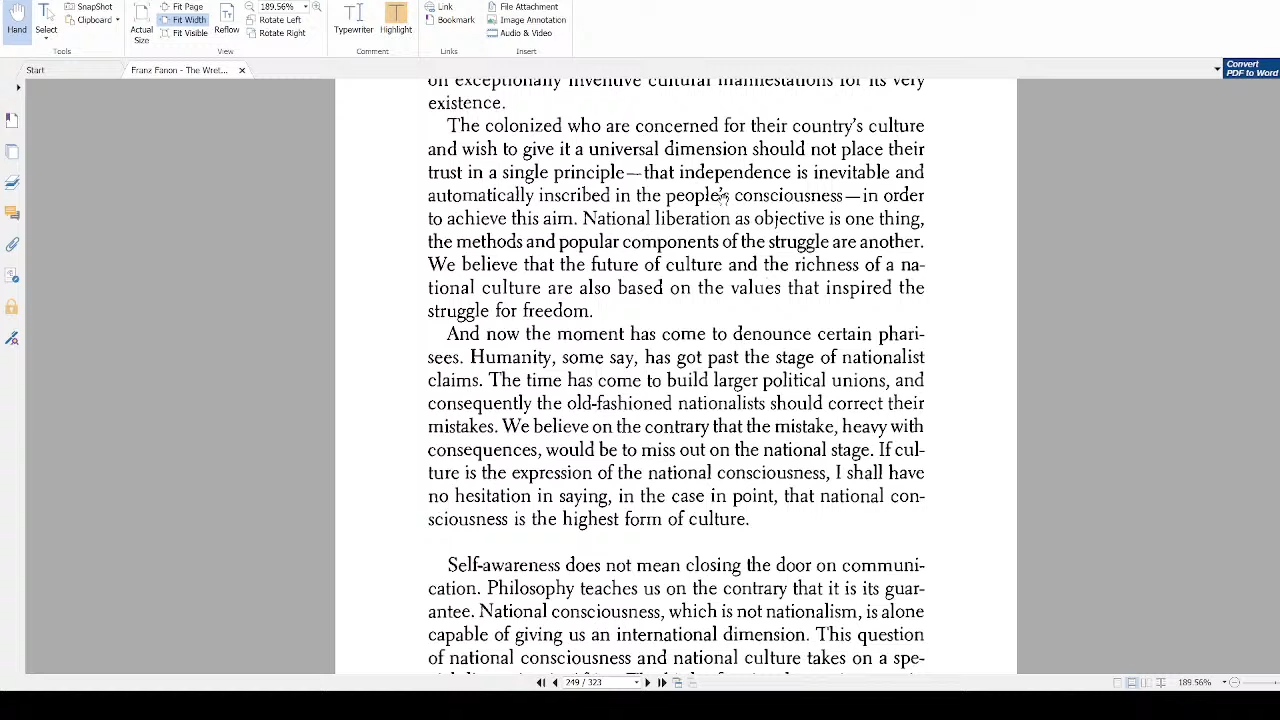 SnapShot
Clipboard
Hand
Select
Tools
Actual
Size
Fit Page
Fit Width
Fit Visible
Reflow
189.56%
Rotate Left
Rotate Right
View
Typewriter
Highlight
Comment
Link
Bookmark
Links
File Attachment
Image Annotation
Audio & Video
Insert
Start
Franz Fanon - The Wret...
Convert
PDF to Word
on exceptionally inventive cultural manifestations for its very
existence.
The colonized who are concerned for their country's culture
and wish to give it a universal dimension should not place their
trust in a single principle—that independence is inevitable and
automatically inscribed in the people's consciousness—in order
to achieve this aim. National liberation as objective is one thing,
the methods and popular components of the struggle are another.
We believe that the future of culture and the richness of a na-
tional culture are also based on the values that inspired the
struggle for freedom.
And now the moment has come to denounce certain phari-
sees. Humanity, some say, has got past the stage of nationalist
claims. The time has come to build larger political unions, and
consequently the old-fashioned nationalists should correct their
mistakes. We believe on the contrary that the mistake, heavy with
consequences, would be to miss out on the national stage. If cul-
ture is the expression of the national consciousness, I shall have
no hesitation in saying, in the case in point, that national con-
sciousness is the highest form of culture.
Self-awareness does not mean closing the door on communi-
cation. Philosophy teaches us on the contrary that it is its guar-
antee. National consciousness, which is not nationalism, is alone
capable of giving us an international dimension. This question
of national consciousness and national culture takes on a spe-
249 / 323
189.56%